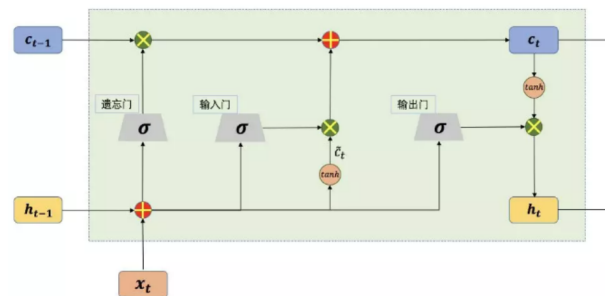 c_{t-1}
c_t
tanh
遗忘门
输入门
输出门
σ
σ
σ
c̃_t
tanh
h_{t-1}
h_t
x_t